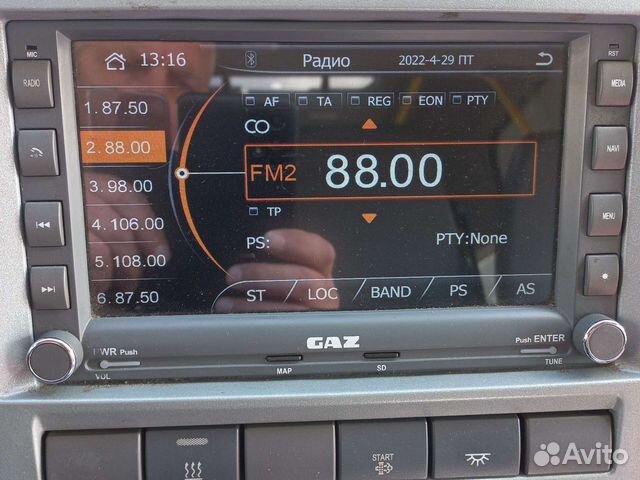 MIC
RST
13:16
Радио
2022-4-29 ПТ
RADIO
MEDIA
1.87.50
2.88.00
3.98.00
4.106.00
5.108.00
6.87.50
AF
TA
REG
EON
PTY
FM2
88.00
TP
PS:
PTY:None
ST
LOC
BAND
PS
AS
NAVI
MENU
GAZ
PWR Push
VOL
MAP
SD
Push ENTER
TUNE
START
Avito